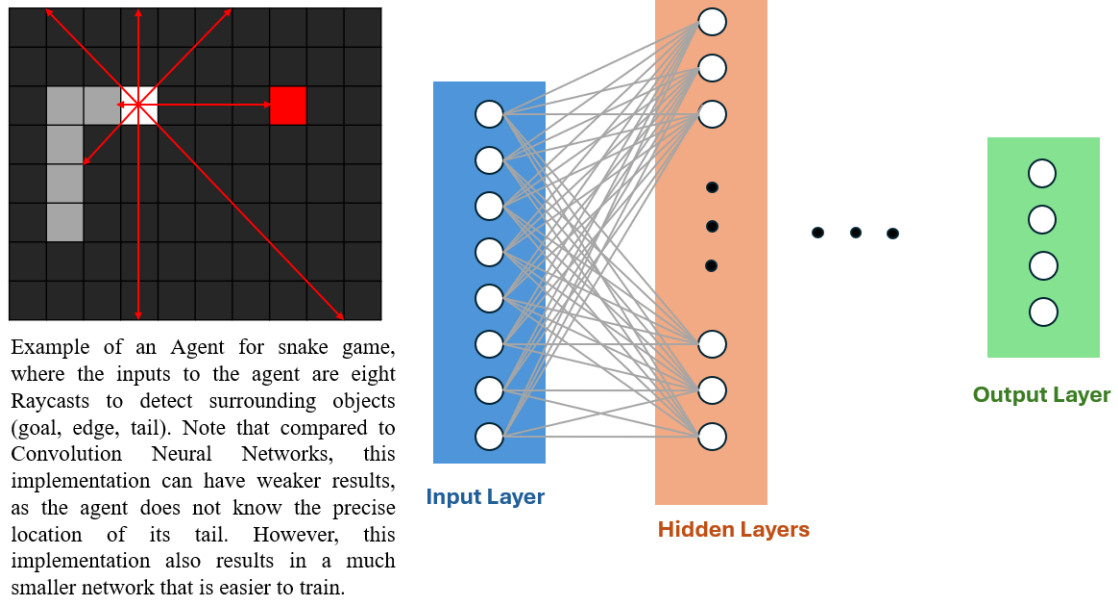 Example of an Agent for snake game,
where the inputs to the agent are eight
Raycasts to detect surrounding objects
(goal, edge, tail). Note that compared to
Convolution Neural Networks, this
implementation can have weaker results,
as the agent does not know the precise
location of its tail. However, this
implementation also results in a much
smaller network that is easier to train.
Input Layer
Hidden Layers
Output Layer